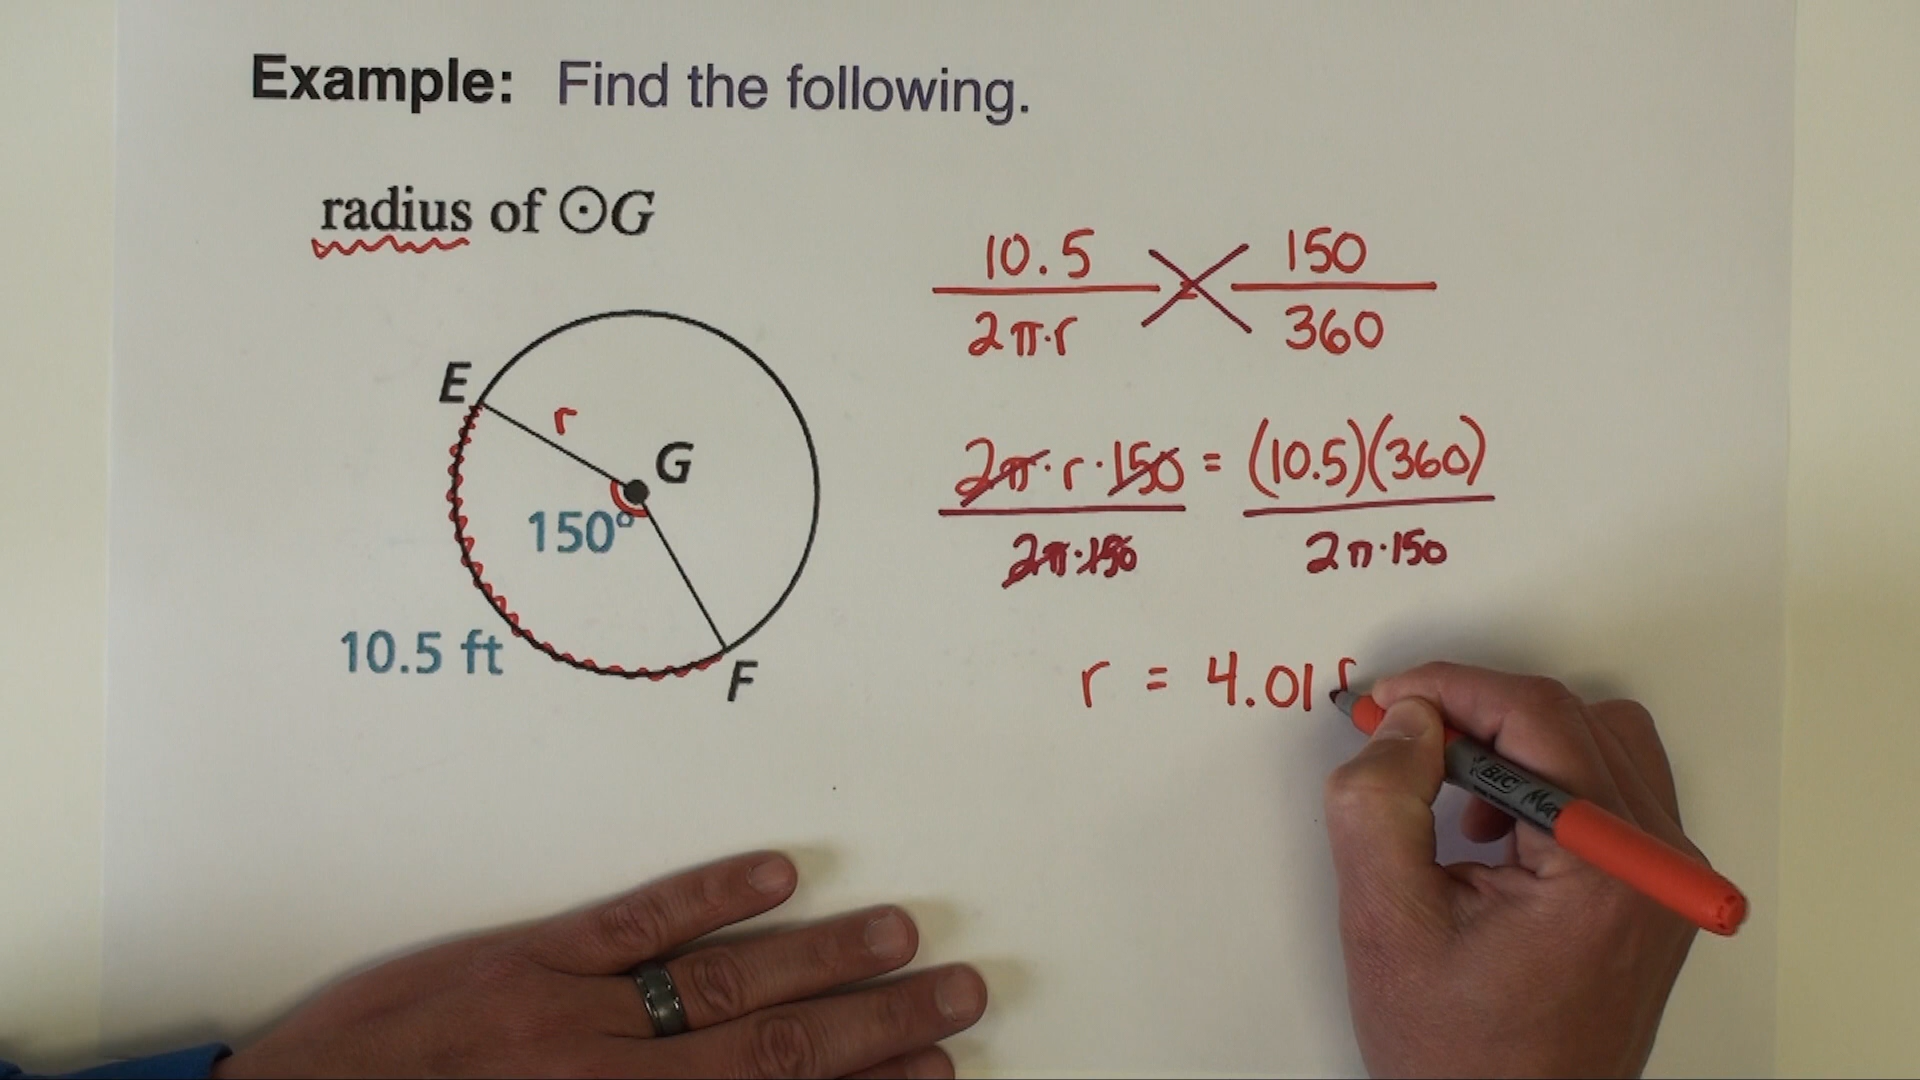 Example: Find the following.
radius of ⊙G
10.5 = 150
2π·r 360
E
r
G
150°
2π·r·150 = (10.5)(360)
2π·150 2π·150
10.5 ft
F
r = 4.01 f
BIC Mar